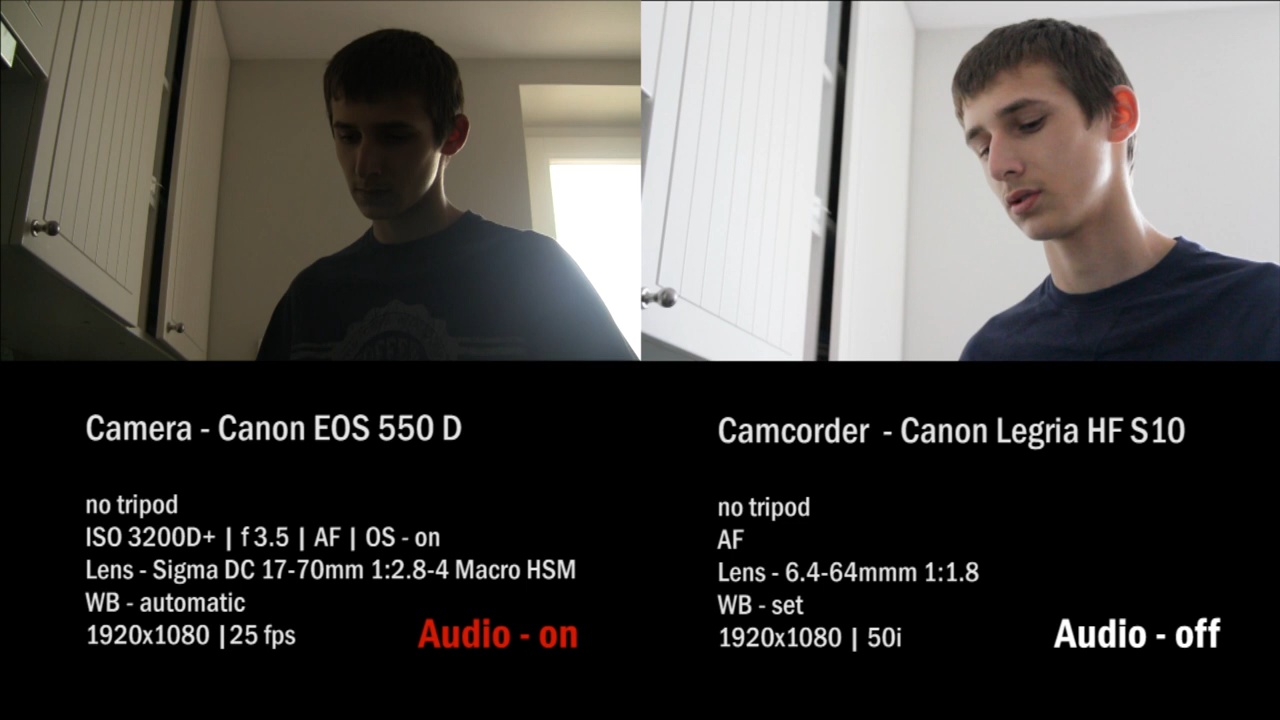 Camera - Canon EOS 550 D
no tripod
ISO 3200D+ | f 3.5 | AF | OS - on
Lens - Sigma DC 17-70mm 1:2.8-4 Macro HSM
WB - automatic
1920x1080 |25 fps
Audio - on
Camcorder - Canon Legria HF S10
no tripod
AF
Lens - 6.4-64mmm 1:1.8
WB - set
1920x1080 | 50i
Audio - off